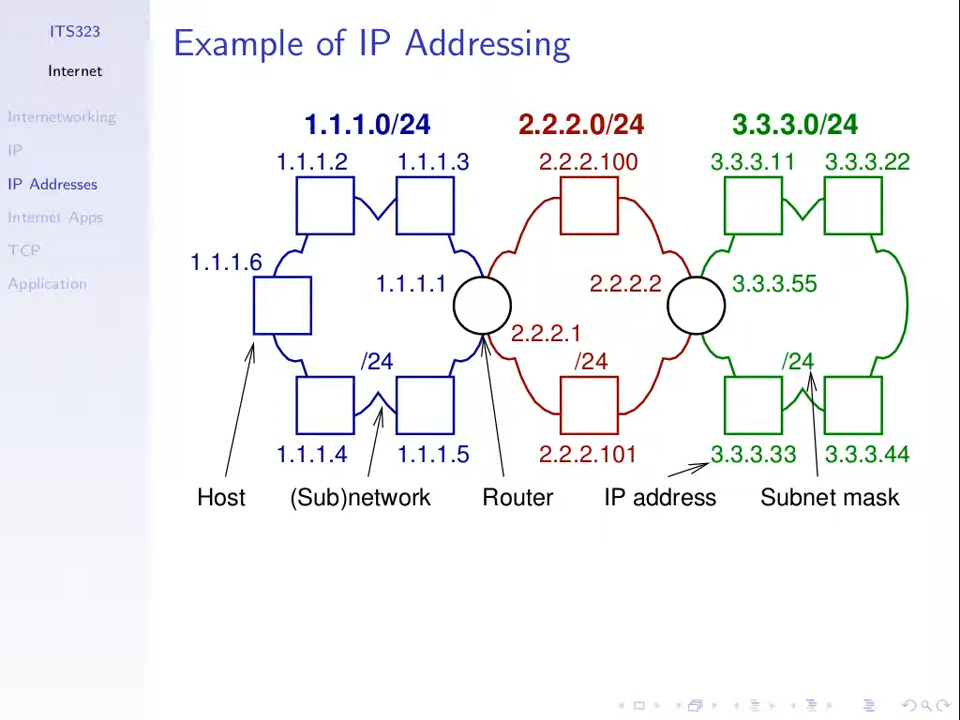 ITS323
Internet
Internetworking
IP
IP Addresses
Internet Apps
TCP
Application
Example of IP Addressing
1.1.1.0/24 2.2.2.0/24 3.3.3.0/24
1.1.1.2 1.1.1.3 2.2.2.100 3.3.3.11 3.3.3.22
1.1.1.6
1.1.1.1 2.2.2.2 3.3.3.55
2.2.2.1
/24 /24 /24
1.1.1.4 1.1.1.5 2.2.2.101 3.3.3.33 3.3.3.44
Host (Sub)network Router IP address Subnet mask